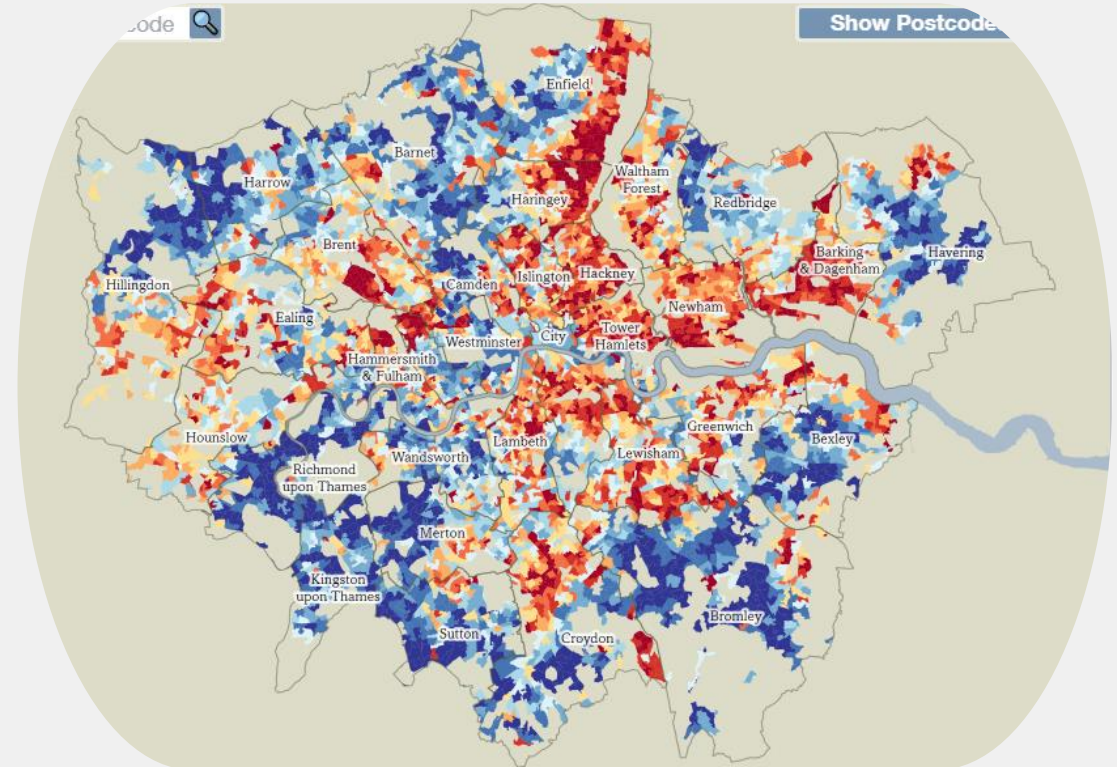 code
Show Postcode
Enfield
Barnet
Harrow
Waltham
Forest
Haringey
Redbridge
Brent
Barking
& Dagenham
Havering
Hillingdon
Camden
Islington
Hackney
Newham
Ealing
Westminster
City
Tower
Hamlets
Hammersmith
& Fulham
Hounslow
Lambeth
Greenwich
Bexley
Wandsworth
Lewisham
Richmond
upon Thames
Merton
Kingston
upon Thames
Sutton
Croydon
Bromley